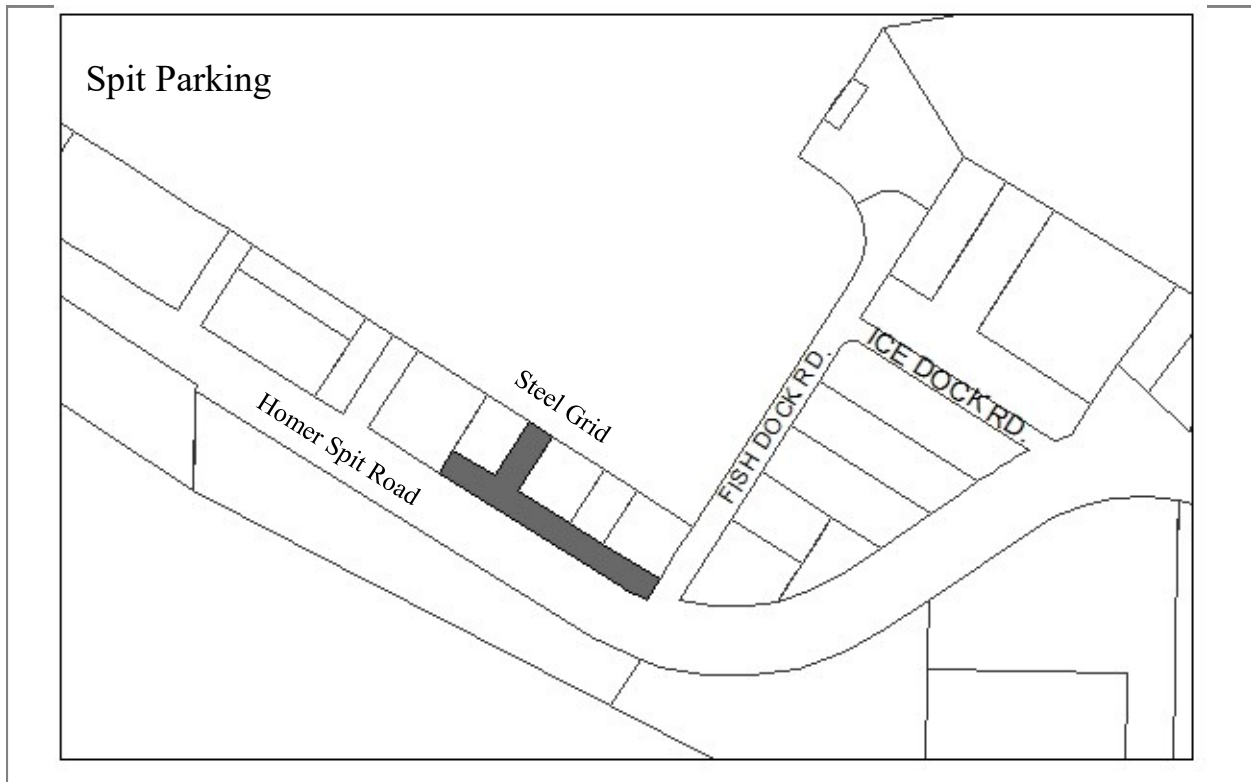 Spit Parking
Steel Grid
Homer Spit Road
FISH DOCK RD.
ICE DOCK RD.